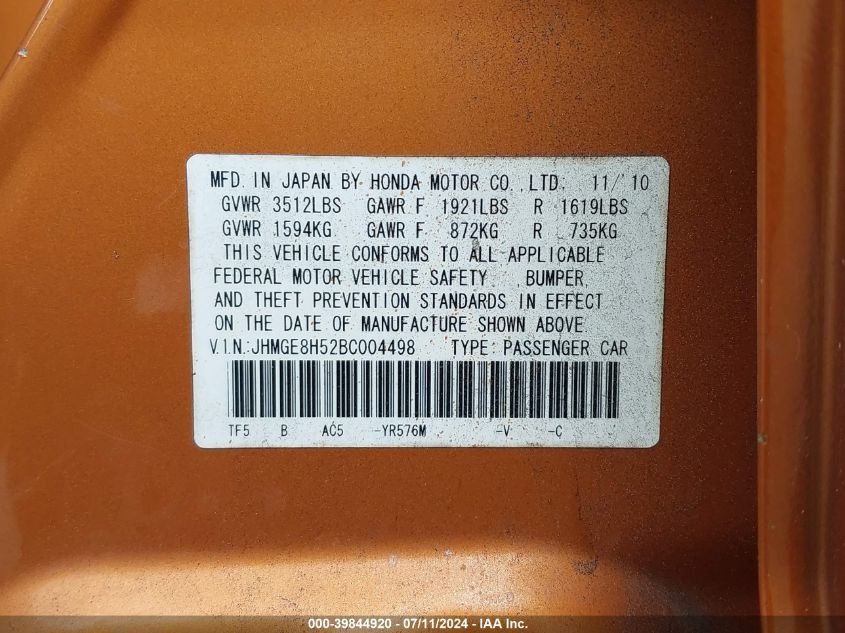 MFD. IN JAPAN BY HONDA MOTOR CO., LTD. 11/'10
GVWR 3512LBS GAWR F 1921LBS R 1619LBS
GVWR 1594KG GAWR F 872KG R 735KG
THIS VEHICLE CONFORMS TO ALL APPLICABLE
FEDERAL MOTOR VEHICLE SAFETY, BUMPER,
AND THEFT PREVENTION STANDARDS IN EFFECT
ON THE DATE OF MANUFACTURE SHOWN ABOVE.
V.I.N.:JHMGE8H52BC004498 TYPE:PASSENGER CAR
TF5 B AC5 -YR576M -V -C
000-39844920 - 07/11/2024 - IAA Inc.